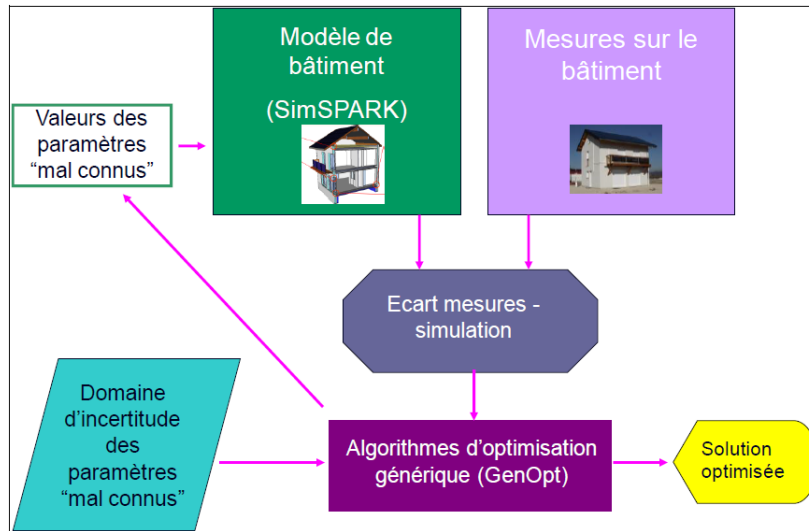 Modèle de
bâtiment
(SimSPARK)
Mesures sur le
bâtiment
Valeurs des
paramètres
“mal connus”
Ecart mesures -
simulation
Domaine
d’incertitude
des
paramètres
“mal connus”
Algorithmes d’optimisation
générique (GenOpt)
Solution
optimisée